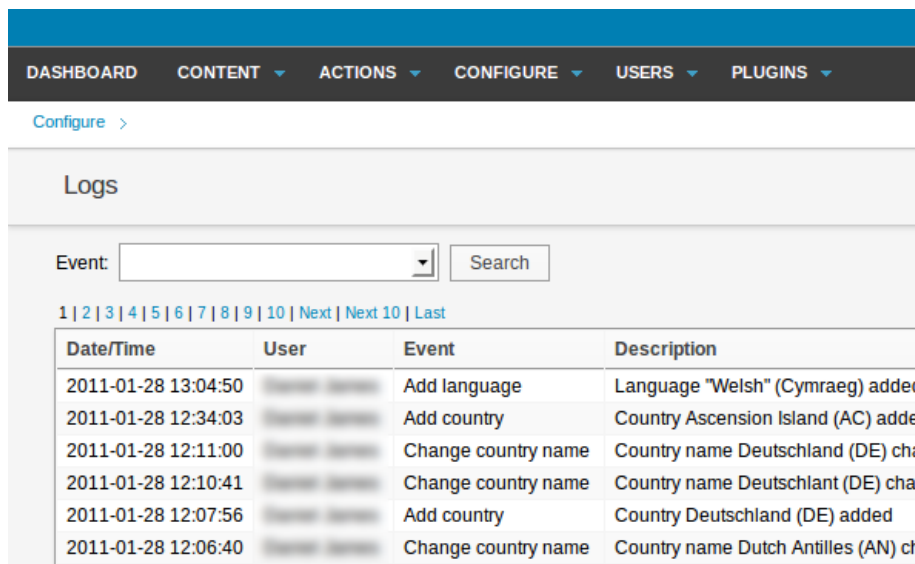 DASHBOARD CONTENT ACTIONS CONFIGURE USERS PLUGINS
Configure >
Logs
Event: Search
1 | 2 | 3 | 4 | 5 | 6 | 7 | 8 | 9 | 10 | Next | Next 10 | Last
Date/Time User Event Description
2011-01-28 13:04:50 Add language Language "Welsh" (Cymraeg) added
2011-01-28 12:34:03 Add country Country Ascension Island (AC) adde
2011-01-28 12:11:00 Change country name Country name Deutschland (DE) cha
2011-01-28 12:10:41 Change country name Country name Deutschlant (DE) cha
2011-01-28 12:07:56 Add country Country Deutschland (DE) added
2011-01-28 12:06:40 Change country name Country name Dutch Antilles (AN) ch